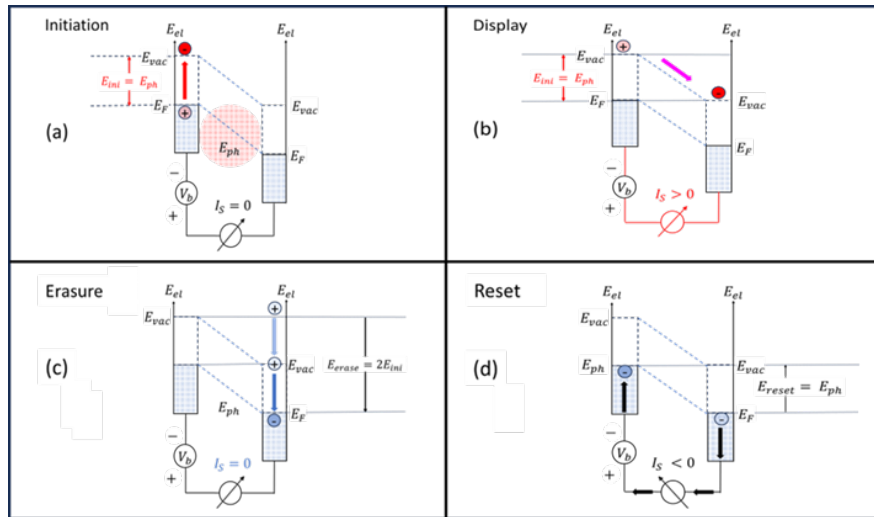 Initiation
E_el
E_el
E_vac
E_ini = E_ph
E_F
E_vac
(a)
E_ph
E_F
−
V_b
+
I_S = 0
Display
E_el
E_el
E_vac
E_ini = E_ph
E_F
E_vac
(b)
E_F
−
V_b
+
I_S > 0
Erasure
E_el
E_el
E_vac
E_vac
E_erase = 2E_ini
(c)
E_ph
E_F
−
V_b
+
I_S = 0
Reset
E_el
E_el
E_vac
E_ph
E_vac
(d)
E_reset = E_ph
E_F
−
V_b
+
I_S < 0